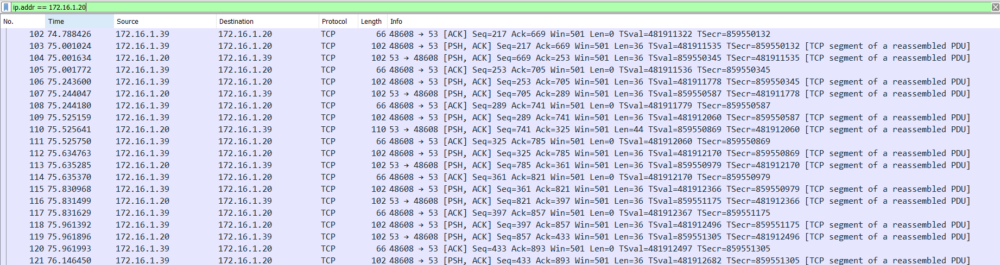 ip.addr == 172.16.1.20
No. Time Source Destination Protocol Length Info
102 74.788426 172.16.1.39 172.16.1.20 TCP 66 48608 → 53 [ACK] Seq=217 Ack=669 Win=501 Len=0 TSval=481911322 TSecr=859550132
103 75.001024 172.16.1.39 172.16.1.20 TCP 102 48608 → 53 [PSH, ACK] Seq=217 Ack=669 Win=501 Len=36 TSval=481911535 TSecr=859550132 [TCP segment of a reassembled PDU]
104 75.001634 172.16.1.20 172.16.1.39 TCP 102 53 → 48608 [PSH, ACK] Seq=669 Ack=253 Win=501 Len=36 TSval=859550345 TSecr=481911535 [TCP segment of a reassembled PDU]
105 75.001772 172.16.1.39 172.16.1.20 TCP 66 48608 → 53 [ACK] Seq=253 Ack=705 Win=501 Len=0 TSval=481911536 TSecr=859550345
106 75.243600 172.16.1.39 172.16.1.20 TCP 102 48608 → 53 [PSH, ACK] Seq=253 Ack=705 Win=501 Len=36 TSval=481911778 TSecr=859550345 [TCP segment of a reassembled PDU]
107 75.244047 172.16.1.20 172.16.1.39 TCP 102 53 → 48608 [PSH, ACK] Seq=705 Ack=289 Win=501 Len=36 TSval=859550587 TSecr=481911778 [TCP segment of a reassembled PDU]
108 75.244180 172.16.1.39 172.16.1.20 TCP 66 48608 → 53 [ACK] Seq=289 Ack=741 Win=501 Len=0 TSval=481911779 TSecr=859550587
109 75.525159 172.16.1.39 172.16.1.20 TCP 102 48608 → 53 [PSH, ACK] Seq=289 Ack=741 Win=501 Len=36 TSval=481912060 TSecr=859550587 [TCP segment of a reassembled PDU]
110 75.525641 172.16.1.20 172.16.1.39 TCP 110 53 → 48608 [PSH, ACK] Seq=741 Ack=325 Win=501 Len=44 TSval=859550869 TSecr=481912060 [TCP segment of a reassembled PDU]
111 75.525750 172.16.1.39 172.16.1.20 TCP 66 48608 → 53 [ACK] Seq=325 Ack=785 Win=501 Len=0 TSval=481912060 TSecr=859550869
112 75.634763 172.16.1.39 172.16.1.20 TCP 102 48608 → 53 [PSH, ACK] Seq=325 Ack=785 Win=501 Len=36 TSval=481912170 TSecr=859550869 [TCP segment of a reassembled PDU]
113 75.635285 172.16.1.20 172.16.1.39 TCP 102 53 → 48608 [PSH, ACK] Seq=785 Ack=361 Win=501 Len=36 TSval=859550979 TSecr=481912170 [TCP segment of a reassembled PDU]
114 75.635370 172.16.1.39 172.16.1.20 TCP 66 48608 → 53 [ACK] Seq=361 Ack=821 Win=501 Len=0 TSval=481912170 TSecr=859550979
115 75.830968 172.16.1.39 172.16.1.20 TCP 102 48608 → 53 [PSH, ACK] Seq=361 Ack=821 Win=501 Len=36 TSval=481912366 TSecr=859550979 [TCP segment of a reassembled PDU]
116 75.831499 172.16.1.20 172.16.1.39 TCP 102 53 → 48608 [PSH, ACK] Seq=821 Ack=397 Win=501 Len=36 TSval=859551175 TSecr=481912366 [TCP segment of a reassembled PDU]
117 75.831629 172.16.1.39 172.16.1.20 TCP 66 48608 → 53 [ACK] Seq=397 Ack=857 Win=501 Len=0 TSval=481912367 TSecr=859551175
118 75.961392 172.16.1.39 172.16.1.20 TCP 102 48608 → 53 [PSH, ACK] Seq=397 Ack=857 Win=501 Len=36 TSval=481912496 TSecr=859551175 [TCP segment of a reassembled PDU]
119 75.961896 172.16.1.20 172.16.1.39 TCP 102 53 → 48608 [PSH, ACK] Seq=857 Ack=433 Win=501 Len=36 TSval=859551305 TSecr=481912496 [TCP segment of a reassembled PDU]
120 75.961993 172.16.1.39 172.16.1.20 TCP 66 48608 → 53 [ACK] Seq=433 Ack=893 Win=501 Len=0 TSval=481912497 TSecr=859551305
121 76.146450 172.16.1.39 172.16.1.20 TCP 102 48608 → 53 [PSH, ACK] Seq=433 Ack=893 Win=501 Len=36 TSval=481912682 TSecr=859551305 [TCP segment of a reassembled PDU]